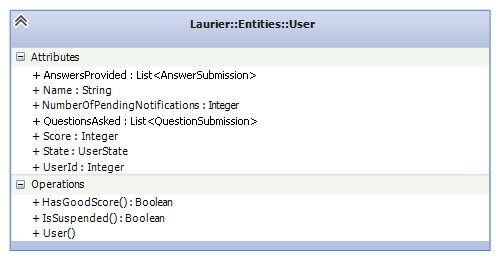 Laurier::Entities::User
Attributes
+ AnswersProvided : List<AnswerSubmission>
+ Name : String
+ NumberOfPendingNotifications : Integer
+ QuestionsAsked : List<QuestionSubmission>
+ Score : Integer
+ State : UserState
+ UserId : Integer
Operations
+ HasGoodScore() : Boolean
+ IsSuspended() : Boolean
+ User()